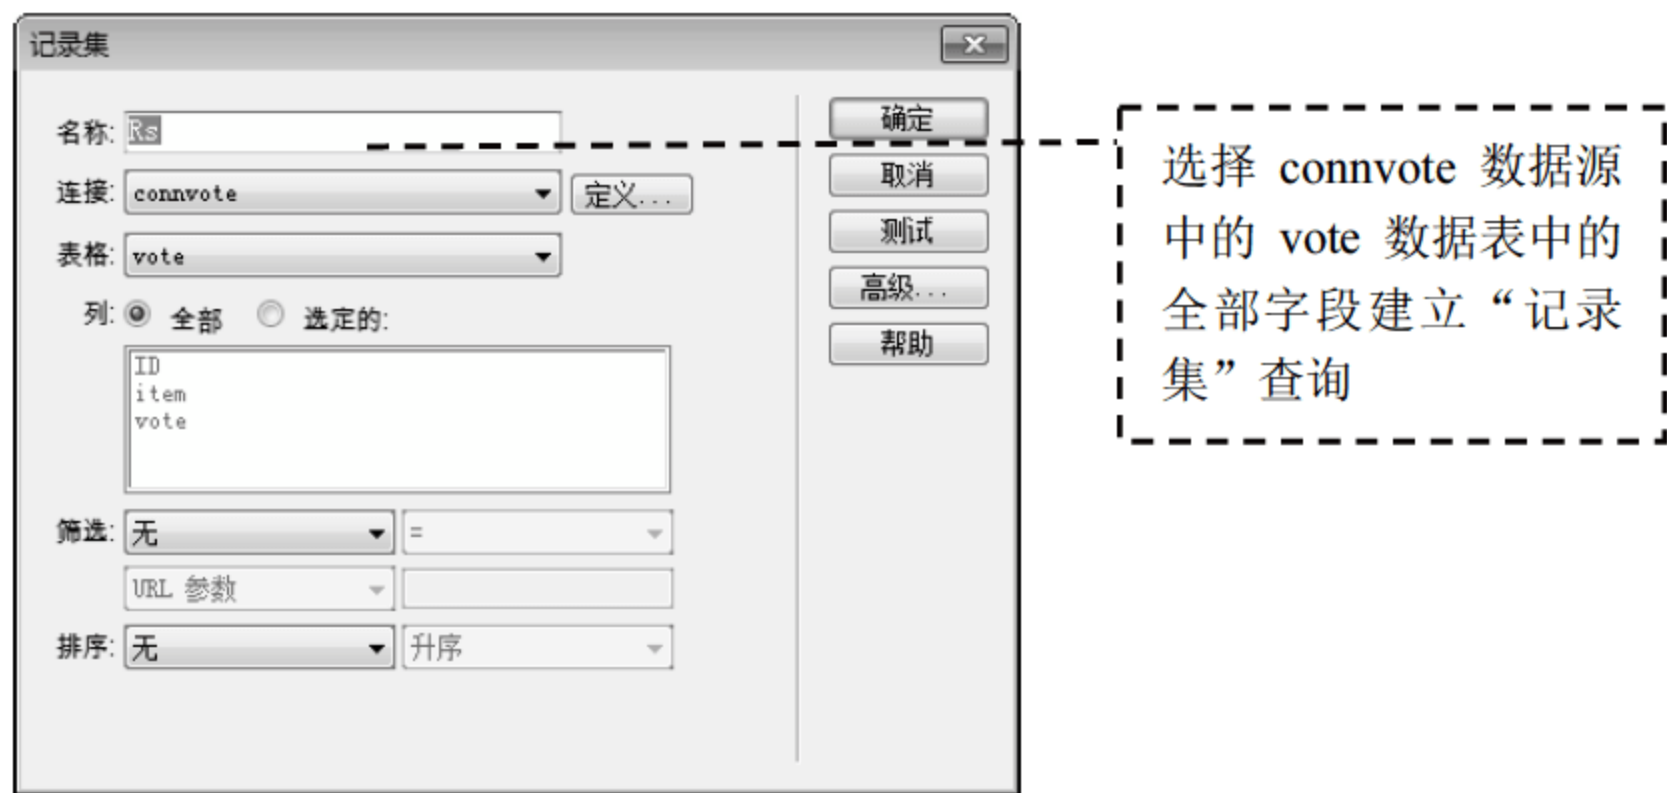 记录集
名称: Rs
连接: connvote 定义...
表格: vote
列: 全部 选定的:
ID
item
vote
筛选: 无 =
URL 参数
排序: 无 升序
确定
取消
测试
高级...
帮助
选择 connvote 数据源
中的 vote 数据表中的
全部字段建立“记录
集”查询